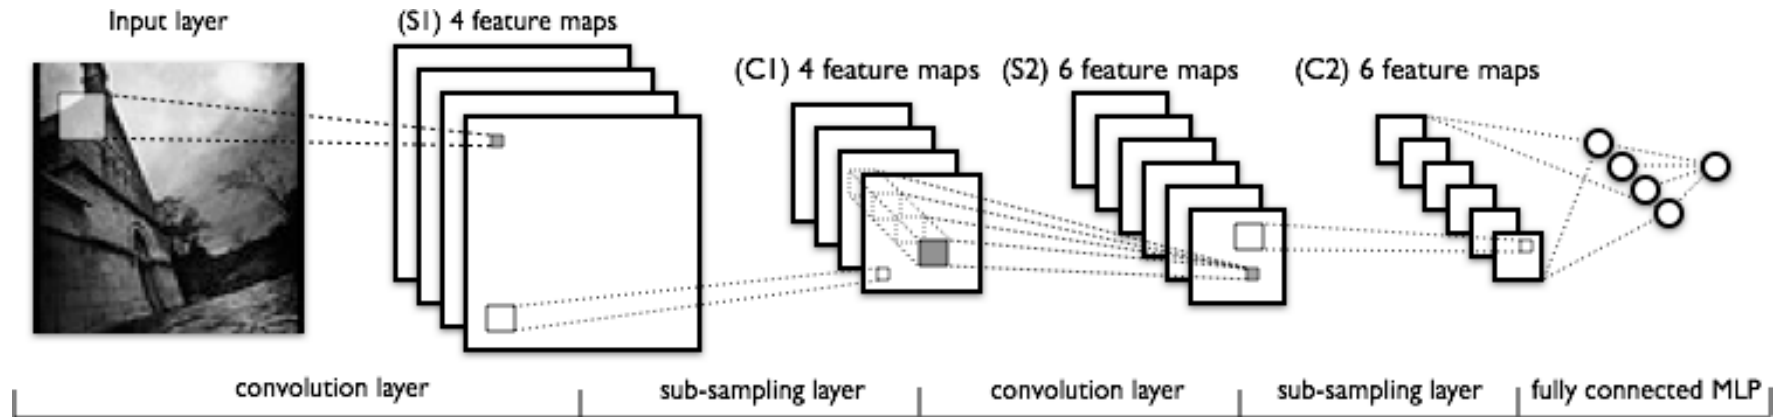 Input layer
(S1) 4 feature maps
(C1) 4 feature maps
(S2) 6 feature maps
(C2) 6 feature maps
convolution layer
sub-sampling layer
convolution layer
sub-sampling layer
fully connected MLP